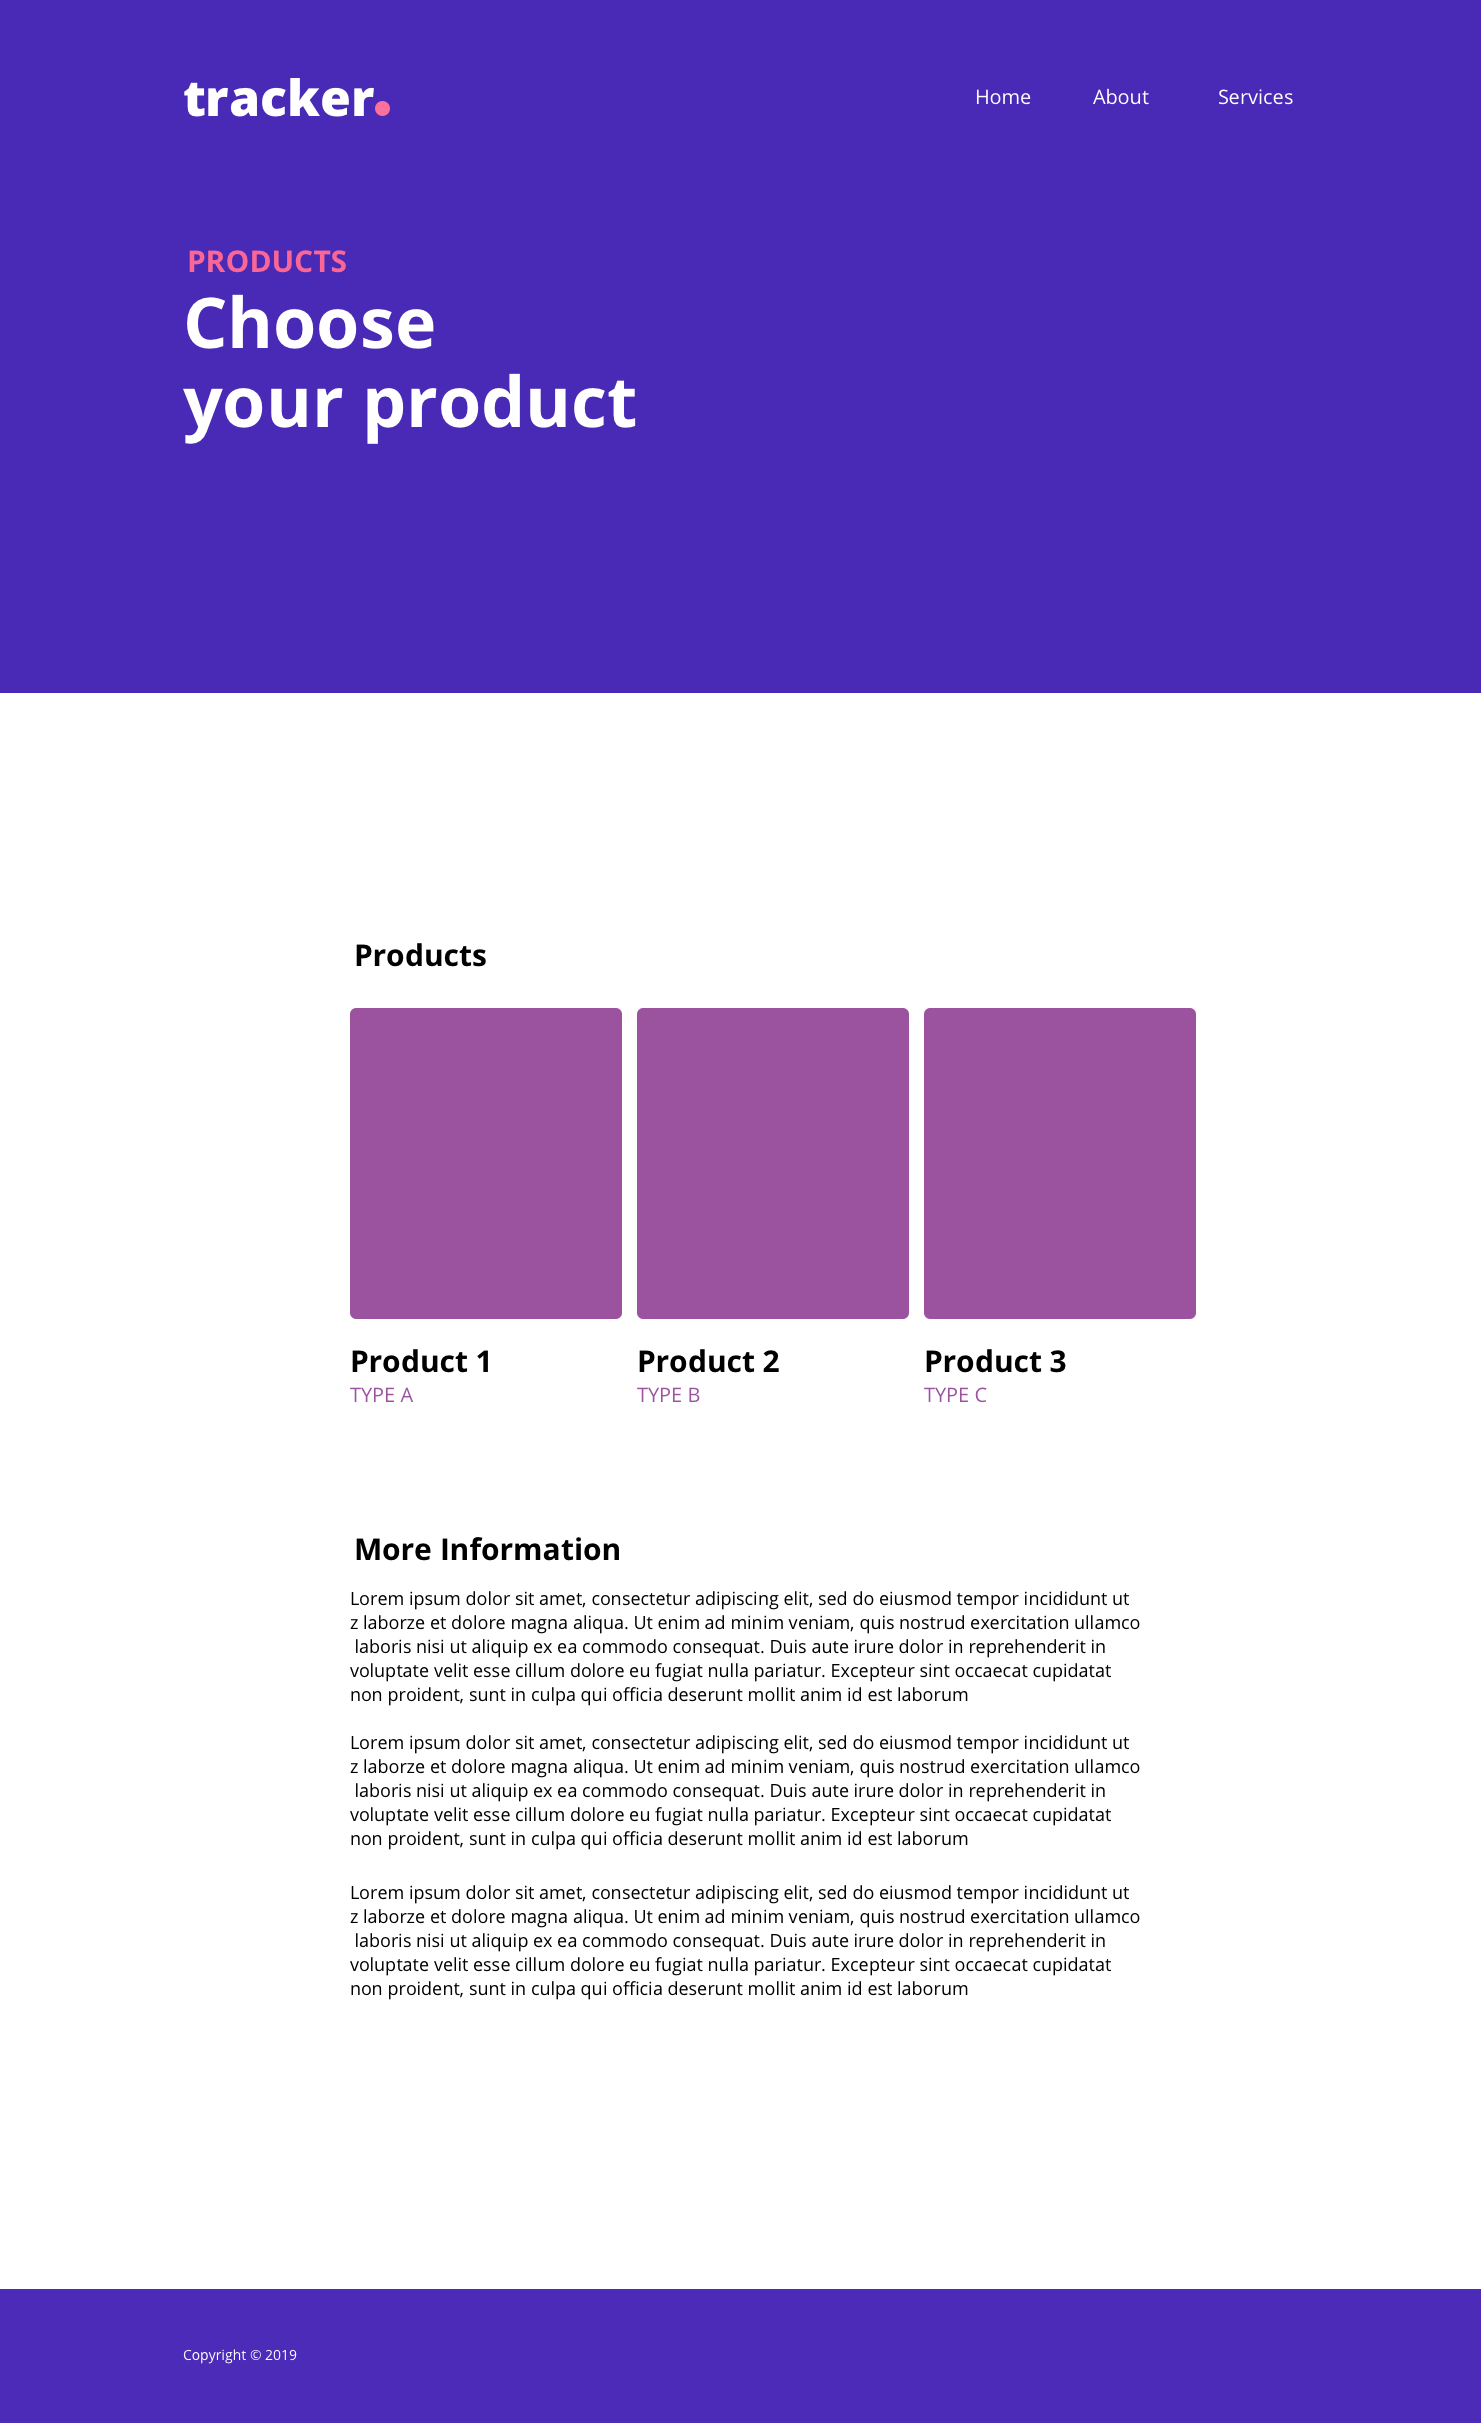 tracker.
Home About Services
PRODUCTS
Choose
your product
Products
Product 1 Product 2 Product 3
TYPE A TYPE B TYPE C
More Information
Lorem ipsum dolor sit amet, consectetur adipiscing elit, sed do eiusmod tempor incididunt ut
z laborze et dolore magna aliqua. Ut enim ad minim veniam, quis nostrud exercitation ullamco
laboris nisi ut aliquip ex ea commodo consequat. Duis aute irure dolor in reprehenderit in
voluptate velit esse cillum dolore eu fugiat nulla pariatur. Excepteur sint occaecat cupidatat
non proident, sunt in culpa qui officia deserunt mollit anim id est laborum
Lorem ipsum dolor sit amet, consectetur adipiscing elit, sed do eiusmod tempor incididunt ut
z laborze et dolore magna aliqua. Ut enim ad minim veniam, quis nostrud exercitation ullamco
laboris nisi ut aliquip ex ea commodo consequat. Duis aute irure dolor in reprehenderit in
voluptate velit esse cillum dolore eu fugiat nulla pariatur. Excepteur sint occaecat cupidatat
non proident, sunt in culpa qui officia deserunt mollit anim id est laborum
Lorem ipsum dolor sit amet, consectetur adipiscing elit, sed do eiusmod tempor incididunt ut
z laborze et dolore magna aliqua. Ut enim ad minim veniam, quis nostrud exercitation ullamco
laboris nisi ut aliquip ex ea commodo consequat. Duis aute irure dolor in reprehenderit in
voluptate velit esse cillum dolore eu fugiat nulla pariatur. Excepteur sint occaecat cupidatat
non proident, sunt in culpa qui officia deserunt mollit anim id est laborum
Copyright © 2019